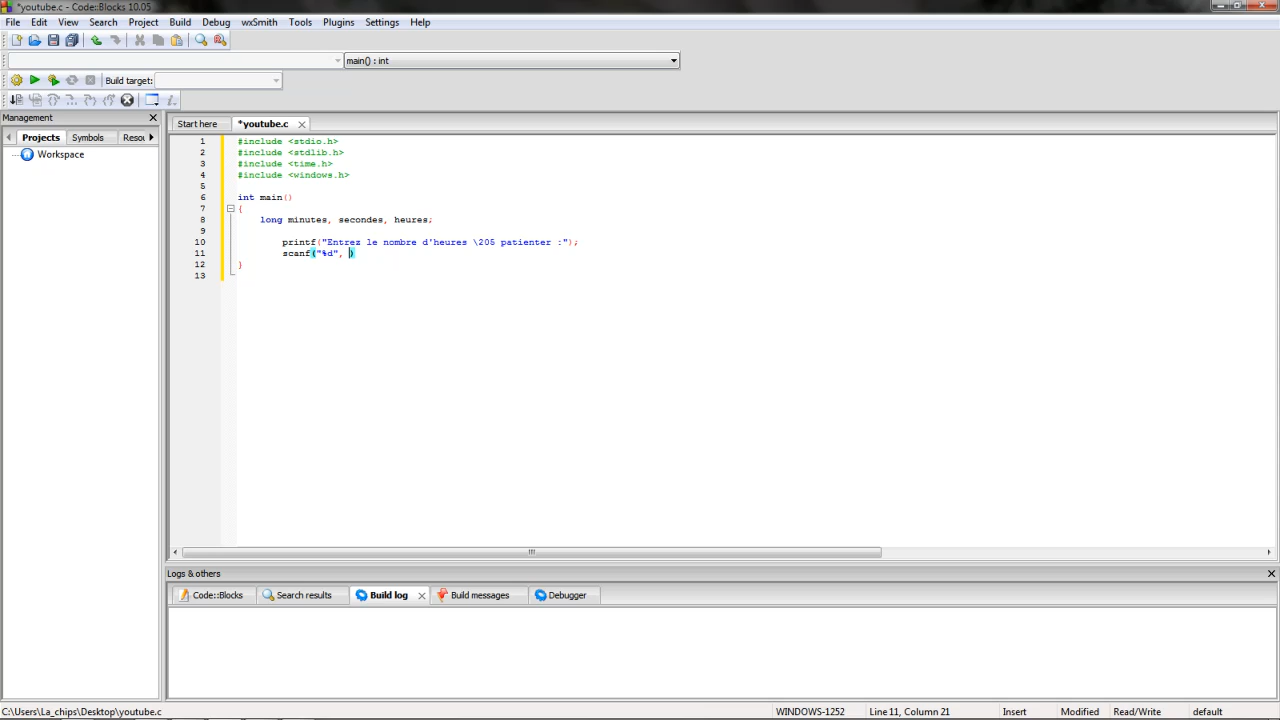 *youtube.c - Code::Blocks 10.05
File Edit View Search Project Build Debug wxSmith Tools Plugins Settings Help
main() : int
Build target:
Management
Projects Symbols Resou
Workspace
Start here *youtube.c
1 #include <stdio.h>
2 #include <stdlib.h>
3 #include <time.h>
4 #include <windows.h>
5
6 int main()
7 {
8 long minutes, secondes, heures;
9
10 printf("Entrez le nombre d'heures \205 patienter :");
11 scanf("%d", )
12 }
13
Logs & others
Code::Blocks Search results Build log Build messages Debugger
C:\Users\La_chips\Desktop\youtube.c WINDOWS-1252 Line 11, Column 21 Insert Modified Read/Write default